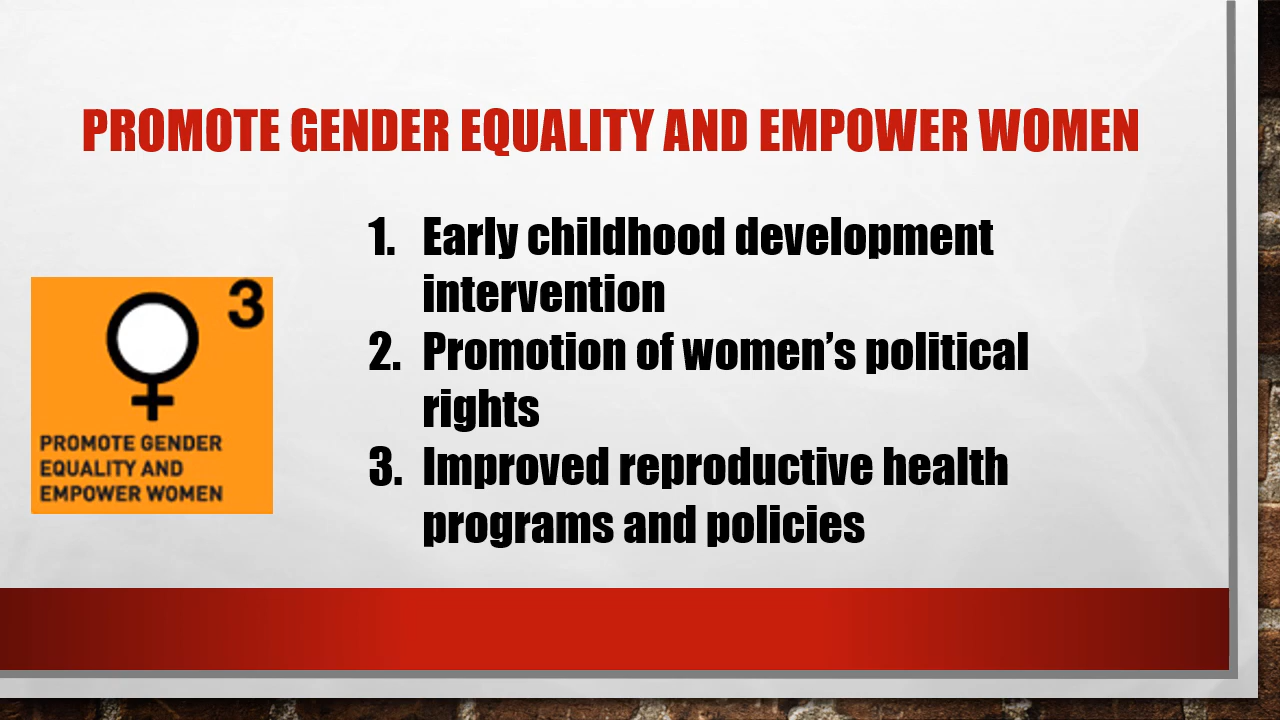 PROMOTE GENDER EQUALITY AND EMPOWER WOMEN
1. Early childhood development
intervention
2. Promotion of women’s political
rights
3. Improved reproductive health
programs and policies
3
PROMOTE GENDER
EQUALITY AND
EMPOWER WOMEN